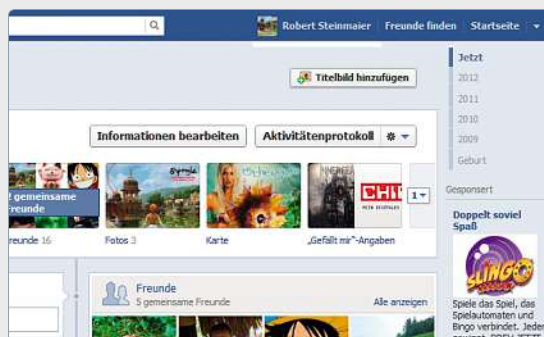 Robert Steinmaier Freunde finden Startseite
Titelbild hinzufügen
Jetzt
2012
2011
2010
2009
Geburt
Informationen bearbeiten Aktivitätenprotokoll
gemeinsame
Freunde
CHI
1
reunde 16 Fotos 3 Karte „Gefällt mir“-Angaben
Gesponsert
Doppelt soviel
Spaß
SLINGO
Spiele das Spiel, das
Spielautomaten und
Bingo verbindet. Jeder
Freunde
5 gemeinsame Freunde Alle anzeigen